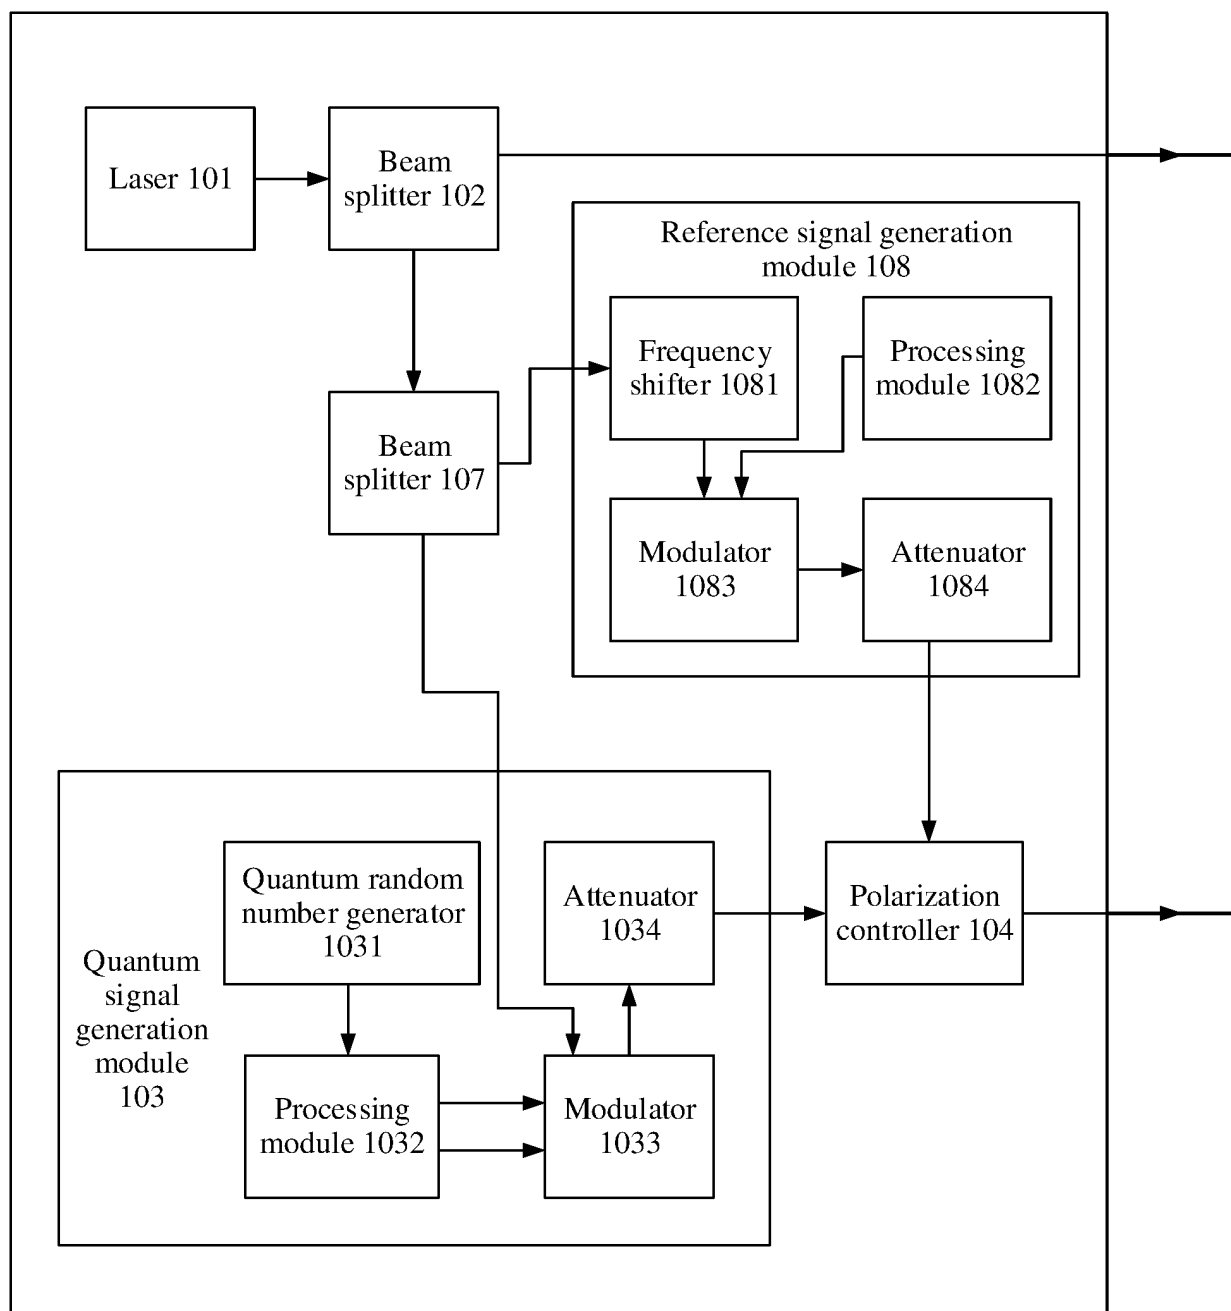 Laser 101
Beam
splitter 102
Reference signal generation
module 108
Frequency
shifter 1081
Processing
module 1082
Beam
splitter 107
Modulator
1083
Attenuator
1084
Quantum random
number generator
1031
Attenuator
1034
Polarization
controller 104
Quantum
signal
generation
module
103
Processing
module 1032
Modulator
1033